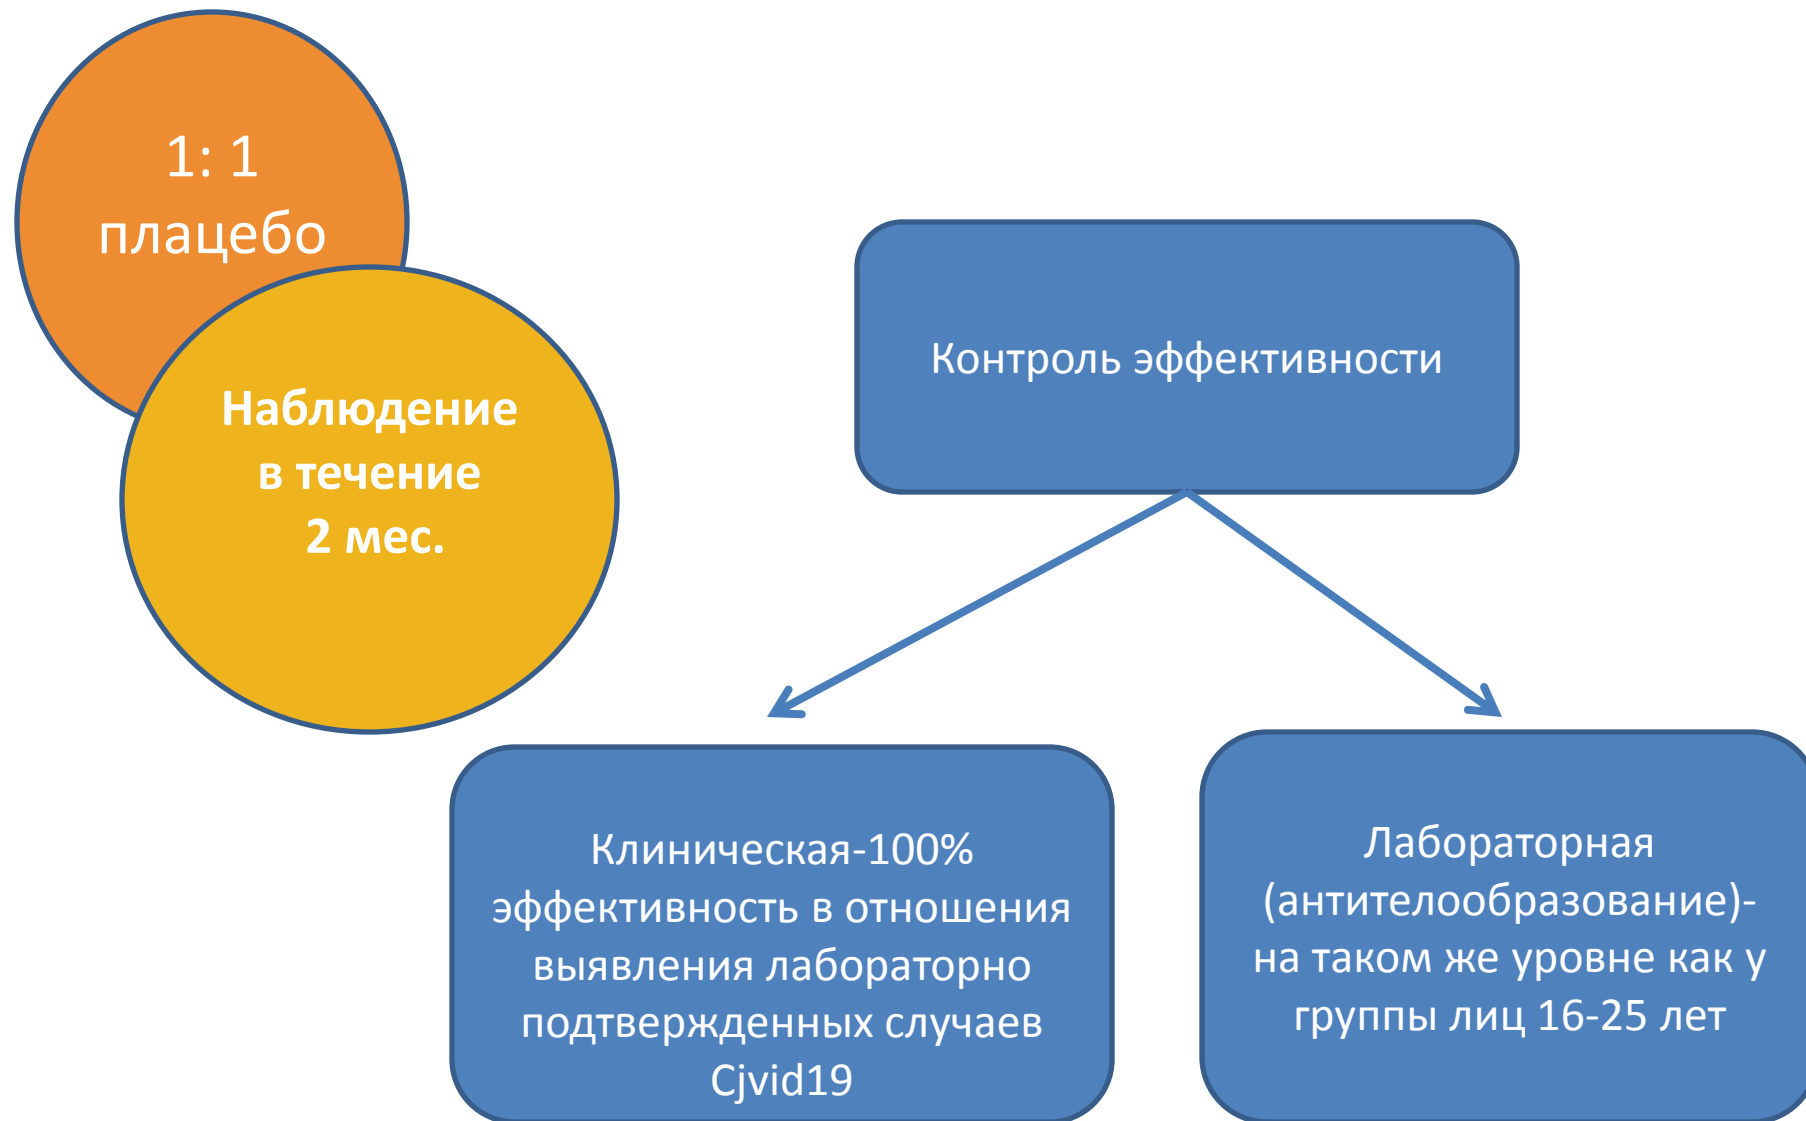 1: 1
плацебо
Наблюдение
в течение
2 мес.
Контроль эффективности
Клиническая-100%
эффективность в отношения
выявления лабораторно
подтвержденных случаев
Cjvid19
Лабораторная
(антителообразование)-
на таком же уровне как у
группы лиц 16-25 лет